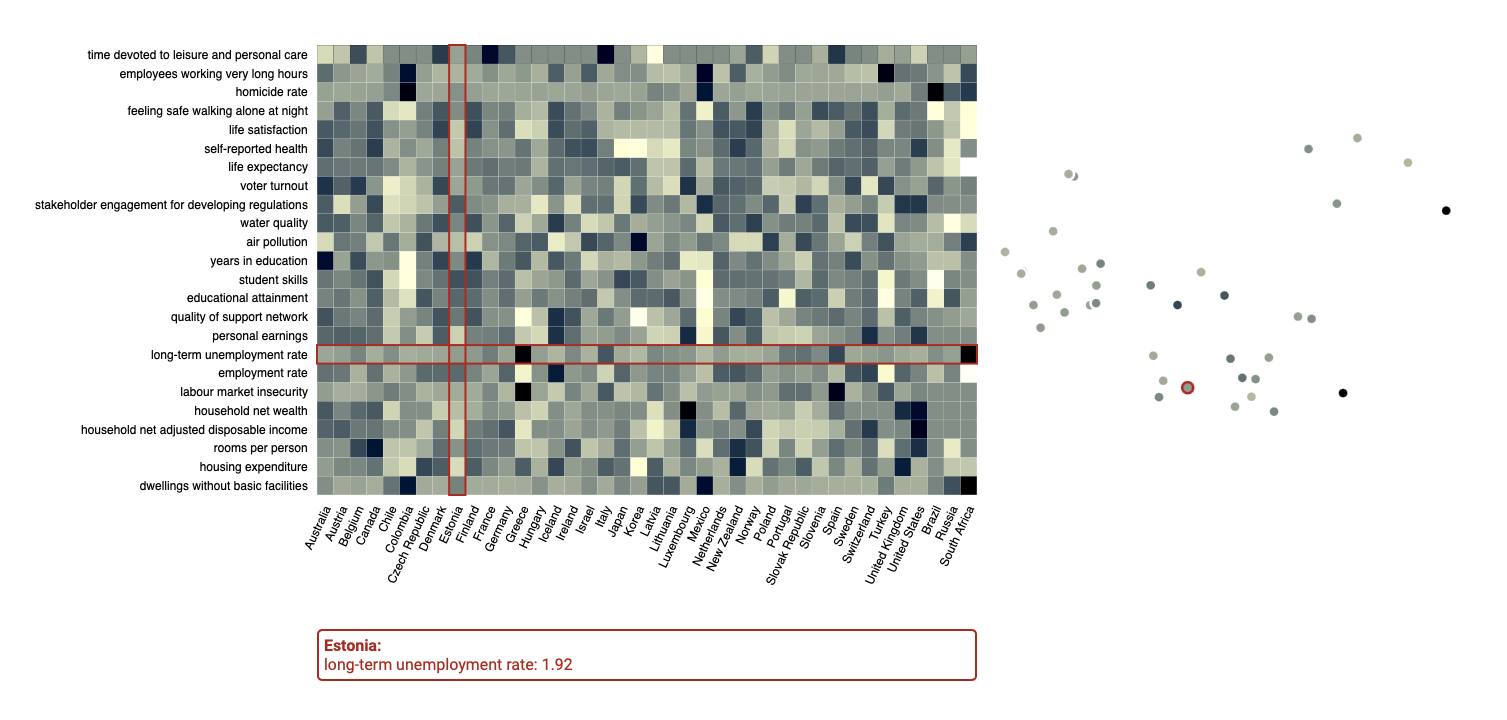 time devoted to leisure and personal care
employees working very long hours
homicide rate
feeling safe walking alone at night
life satisfaction
self-reported health
life expectancy
voter turnout
stakeholder engagement for developing regulations
water quality
air pollution
years in education
student skills
educational attainment
quality of support network
personal earnings
long-term unemployment rate
employment rate
labour market insecurity
household net wealth
household net adjusted disposable income
rooms per person
housing expenditure
dwellings without basic facilities
Australia
Austria
Belgium
Canada
Chile
Colombia
Czech Republic
Denmark
Estonia
Finland
France
Germany
Greece
Hungary
Iceland
Ireland
Israel
Italy
Japan
Korea
Latvia
Lithuania
Luxembourg
Mexico
Netherlands
New Zealand
Norway
Poland
Portugal
Slovak Republic
Slovenia
Spain
Sweden
Switzerland
Turkey
United Kingdom
United States
Brazil
Russia
South Africa
Estonia:
long-term unemployment rate: 1.92